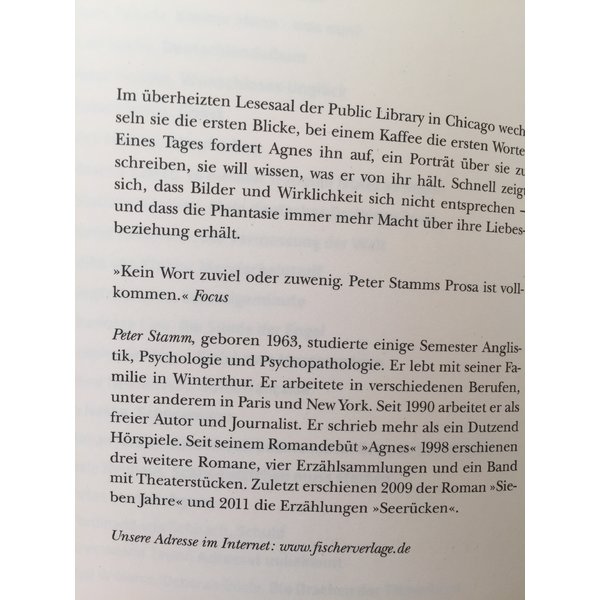 Im überheizten Lesesaal der Public Library in Chicago wech
seln sie die ersten Blicke, bei einem Kaffee die ersten Worte
Eines Tages fordert Agnes ihn auf, ein Porträt über sie zu
schreiben, sie will wissen, was er von ihr hält. Schnell zeigt
sich, dass Bilder und Wirklichkeit sich nicht entsprechen –
und dass die Phantasie immer mehr Macht über ihre Liebes-
beziehung erhält.
»Kein Wort zuviel oder zuwenig. Peter Stamms Prosa ist voll-
kommen.« Focus
Peter Stamm, geboren 1963, studierte einige Semester Anglis-
tik, Psychologie und Psychopathologie. Er lebt mit seiner Fa-
milie in Winterthur. Er arbeitete in verschiedenen Berufen,
unter anderem in Paris und New York. Seit 1990 arbeitet er als
freier Autor und Journalist. Er schrieb mehr als ein Dutzend
Hörspiele. Seit seinem Romandebüt »Agnes« 1998 erschienen
drei weitere Romane, vier Erzählsammlungen und ein Band
mit Theaterstücken. Zuletzt erschienen 2009 der Roman »Sie-
ben Jahre« und 2011 die Erzählungen »Seerücken«.
Unsere Adresse im Internet: www.fischerverlage.de